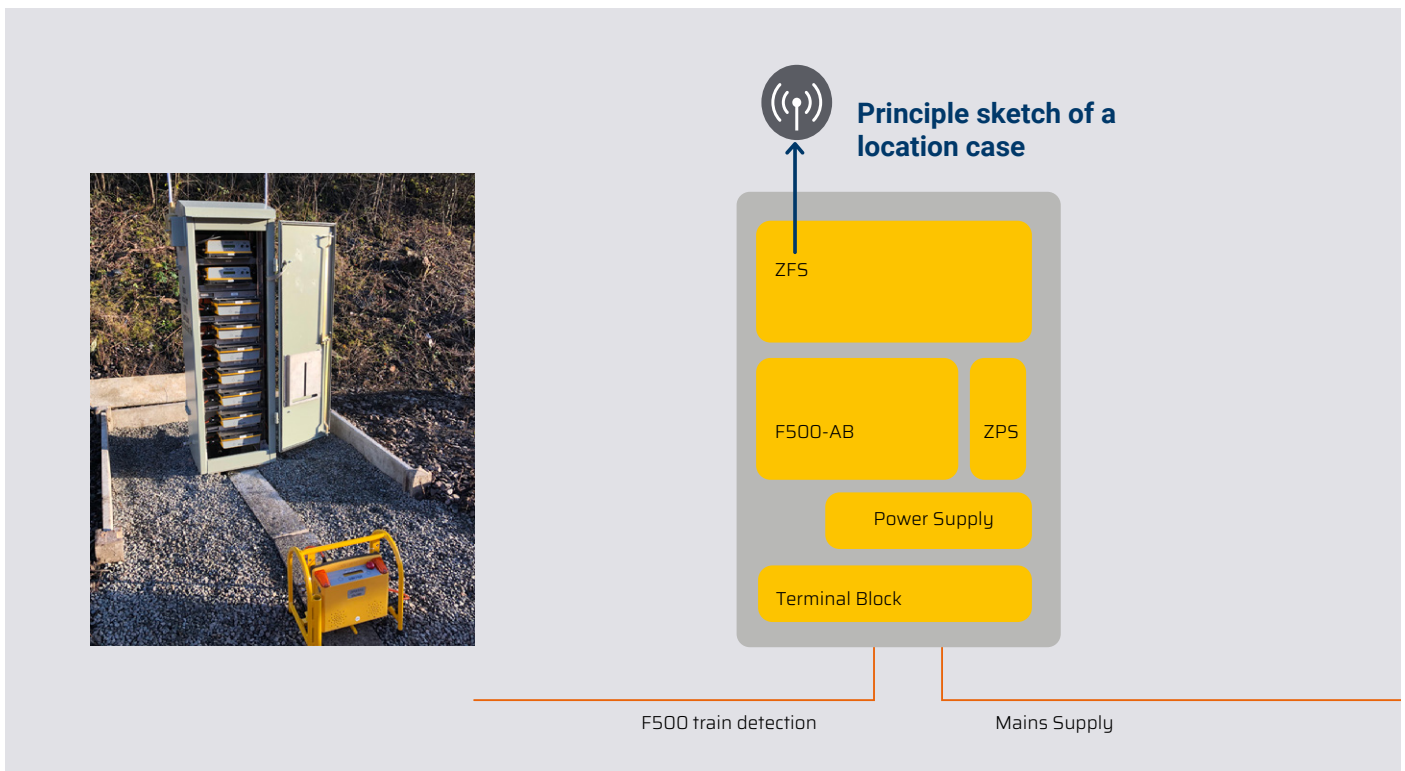 Principle sketch of a
location case
ZFS
F500-AB
ZPS
Power Supply
Terminal Block
F500 train detection
Mains Supply